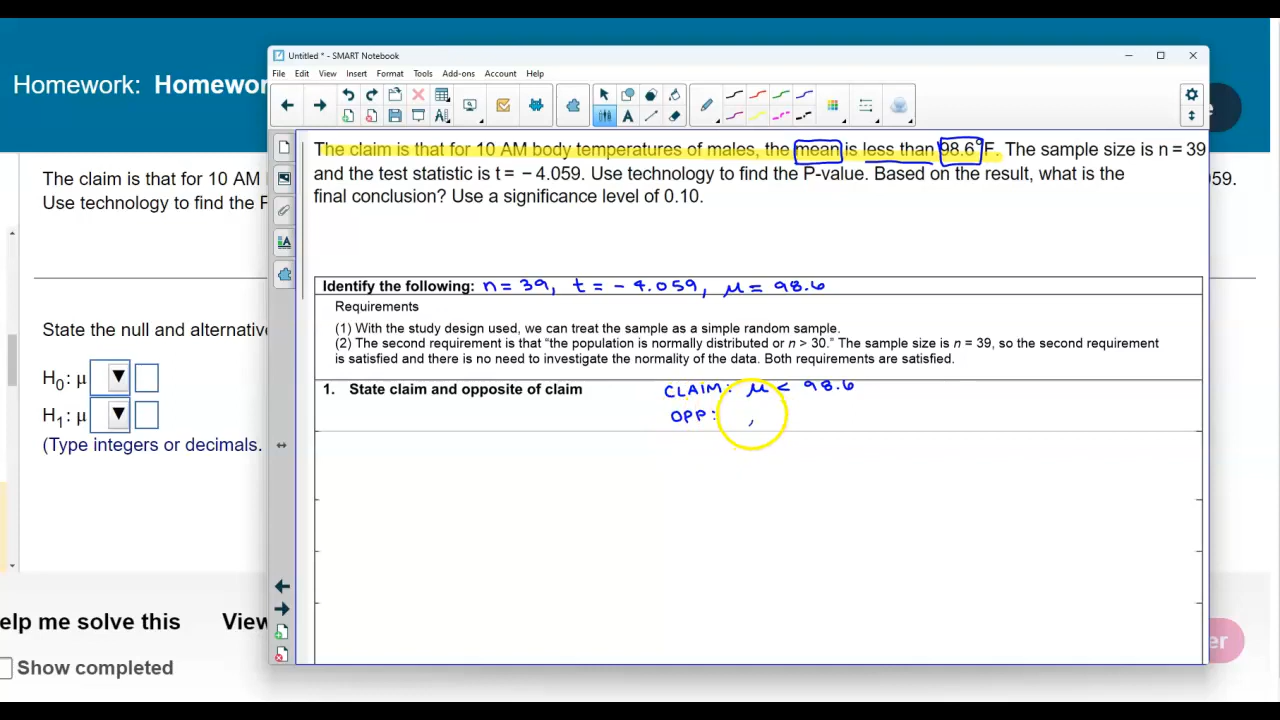 Homework: Homewor
Untitled * - SMART Notebook
File Edit View Insert Format Tools Add-ons Account Help
The claim is that for 10 AM body temperatures of males, the mean is less than 98.6°F. The sample size is n = 39
and the test statistic is t = − 4.059. Use technology to find the P-value. Based on the result, what is the
final conclusion? Use a significance level of 0.10.
The claim is that for 10 AM
059.
Use technology to find the P
Identify the following: n = 39, t = - 4.059, μ = 98.6
Requirements
(1) With the study design used, we can treat the sample as a simple random sample.
(2) The second requirement is that “the population is normally distributed or n > 30.” The sample size is n = 39, so the second requirement
is satisfied and there is no need to investigate the normality of the data. Both requirements are satisfied.
State the null and alternative
H0: μ
H1: μ
(Type integers or decimals.
1. State claim and opposite of claim CLAIM: μ < 98.6
OPP:
elp me solve this View
Show completed
er